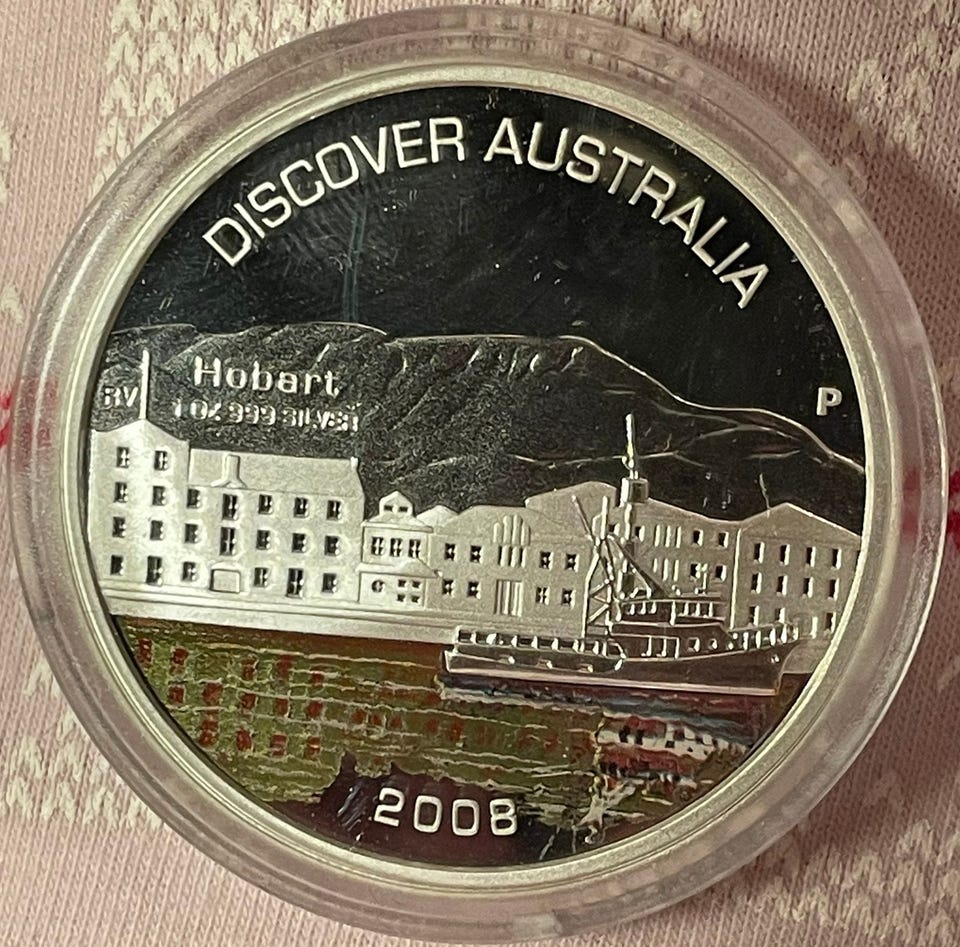 DISCOVER AUSTRALIA
P
Hobart
RV
1 OZ 999 SILVER
2008